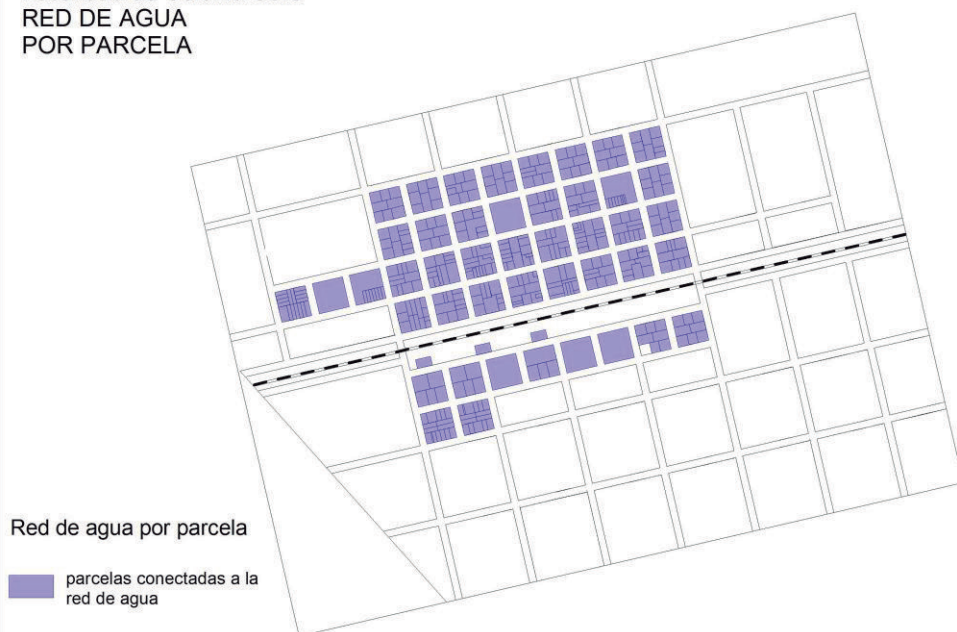 RED DE AGUA
POR PARCELA
Red de agua por parcela
parcelas conectadas a la
red de agua